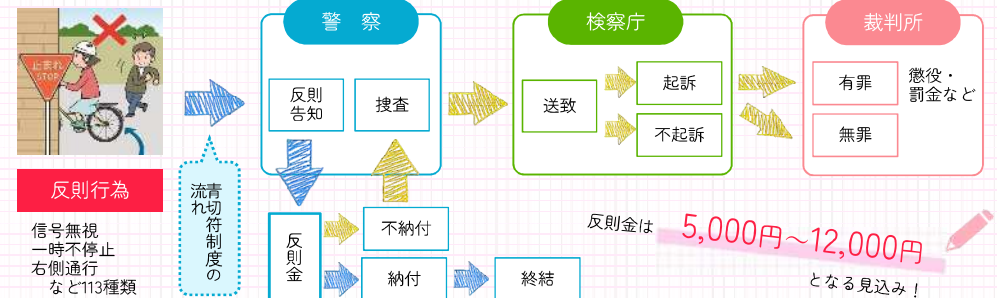 止まれ
STOP
反則行為
信号無視
一時不停止
右側通行
など113種類
青切符制度の
流れ
警 察
反則
告知
捜査
反則金
不納付
納付
終結
検察庁
送致
起訴
不起訴
裁判所
有罪
懲役・
罰金など
無罪
反則金は
5,000円～12,000円
となる見込み！